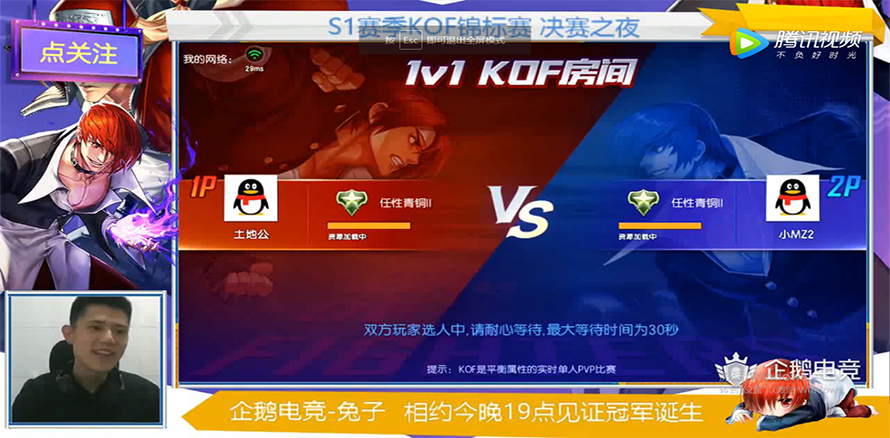 S1赛季KOF锦标赛 决赛之夜
按 Esc 即可退出全屏模式
点关注
腾讯视频
不负好时光
我的网络:
29ms
1v1 KOF房间
1P
任性青铜II
资源加载中
土地公
VS
任性青铜II
资源加载中
2P
小MZ2
双方玩家选人中,请耐心等待,最大等待时间为30秒
提示：KOF是平衡属性的实时单人PVP比赛
企鹅电竞
企鹅电竞-兔子 相约今晚19点见证冠军诞生